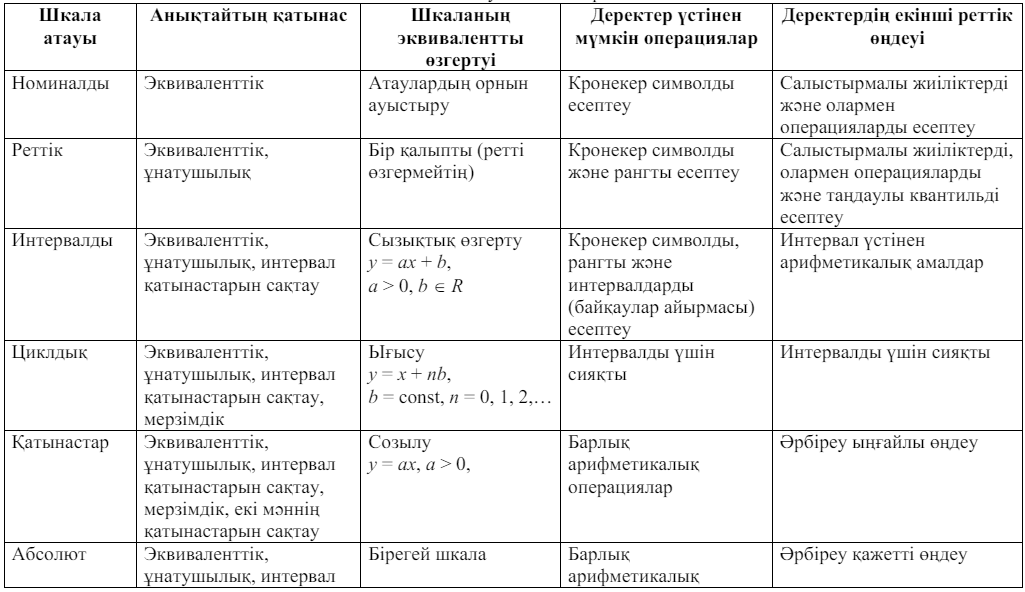 Шкала атауы
Анықтайтың қатынас
Шкаланың эквивалентты өзгертуі
Деректер үстінен мүмкін операциялар
Деректердің екінші реттік өңдеуі
Номиналды
Эквиваленттік
Атаулардың орнын ауыстыру
Кронекер символды есептеу
Салыстырмалы жиіліктерді және олармен операцияларды есептеу
Реттік
Эквиваленттік, ұнатушылық
Бір қалыпты (ретті өзгермейтің)
Кронекер символды және рангты есептеу
Салыстырмалы жиіліктерді, олармен операцияларды және таңдаулы квантильді есептеу
Интервалды
Эквиваленттік, ұнатушылық, интервал қатынастарын сақтау
Сызықтық өзгерту
y = ax + b,
a > 0, b ∈ R
Кронекер символды, рангты және интервалдарды (байқаулар айырмасы) есептеу
Интервал үстінен арифметикалық амалдар
Циклдық
Эквиваленттік, ұнатушылық, интервал қатынастарын сақтау, мерзімдік
Ығысу
y = x + nb,
b = const, n = 0, 1, 2,…
Интервалды үшін сияқты
Интервалды үшін сияқты
Қатынастар
Эквиваленттік, ұнатушылық, интервал қатынастарын сақтау, мерзімдік, екі мәннің қатынастарын сақтау
Созылу
y = ax, a > 0,
Барлық арифметикалық операциялар
Әрбіреу ыңғайлы өңдеу
Абсолют
Эквиваленттік, ұнатушылық, интервал
Бірегей шкала
Барлық арифметикалық
Әрбіреу қажетті өңдеу